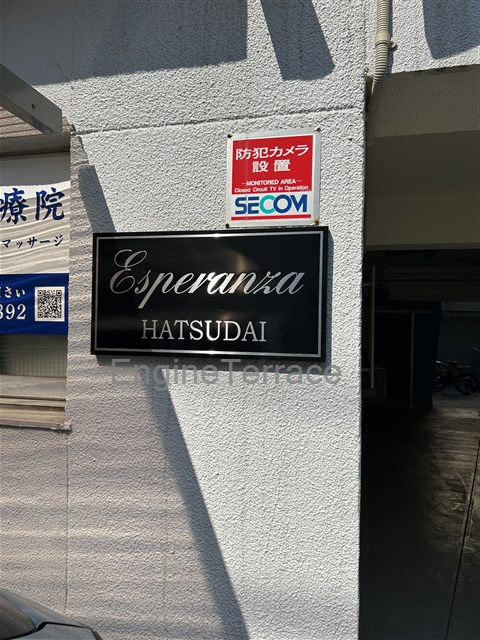 防犯カメラ
設置
MONITORED AREA
Closed Circuit TV in Operation
SECOM
療院
マッサージ
さい
392
Esperanza
HATSUDAI
EngineTerrace